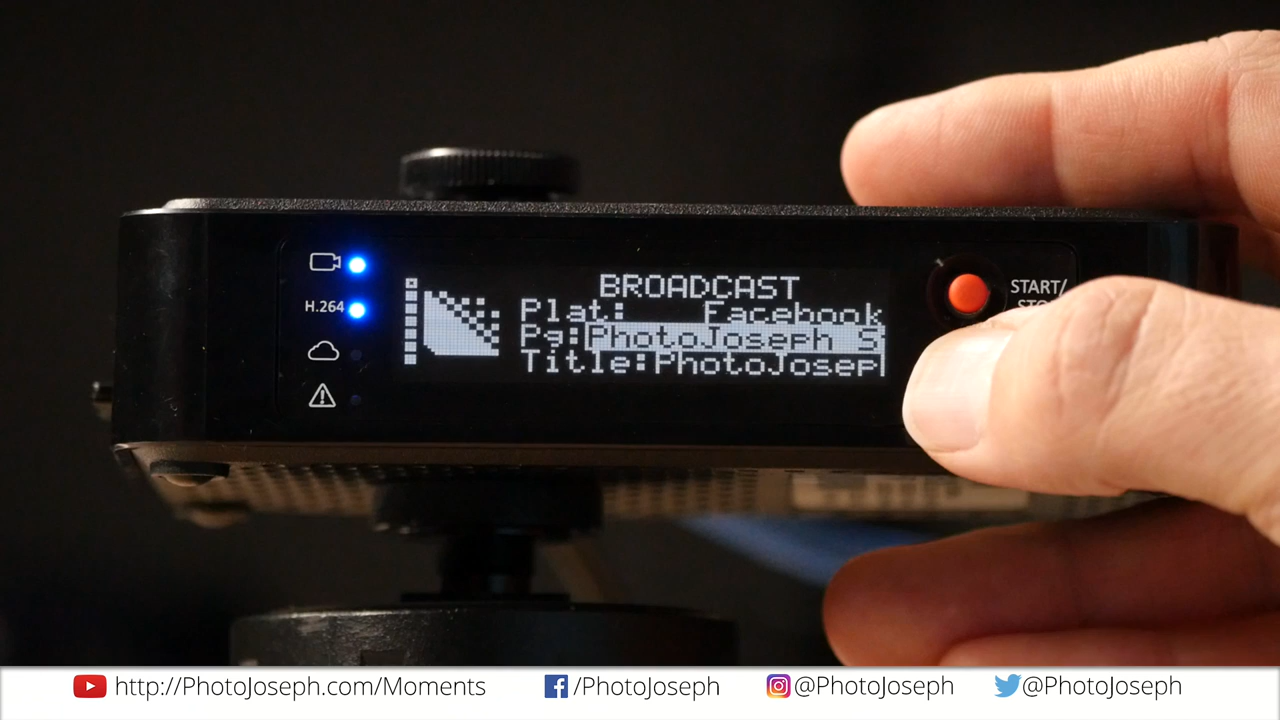 BROADCAST
Plat: Facebook
Pg:PhotoJoseph S
Title:PhotoJosep
H.264
START/
http://PhotoJoseph.com/Moments
/PhotoJoseph
@PhotoJoseph
@PhotoJoseph